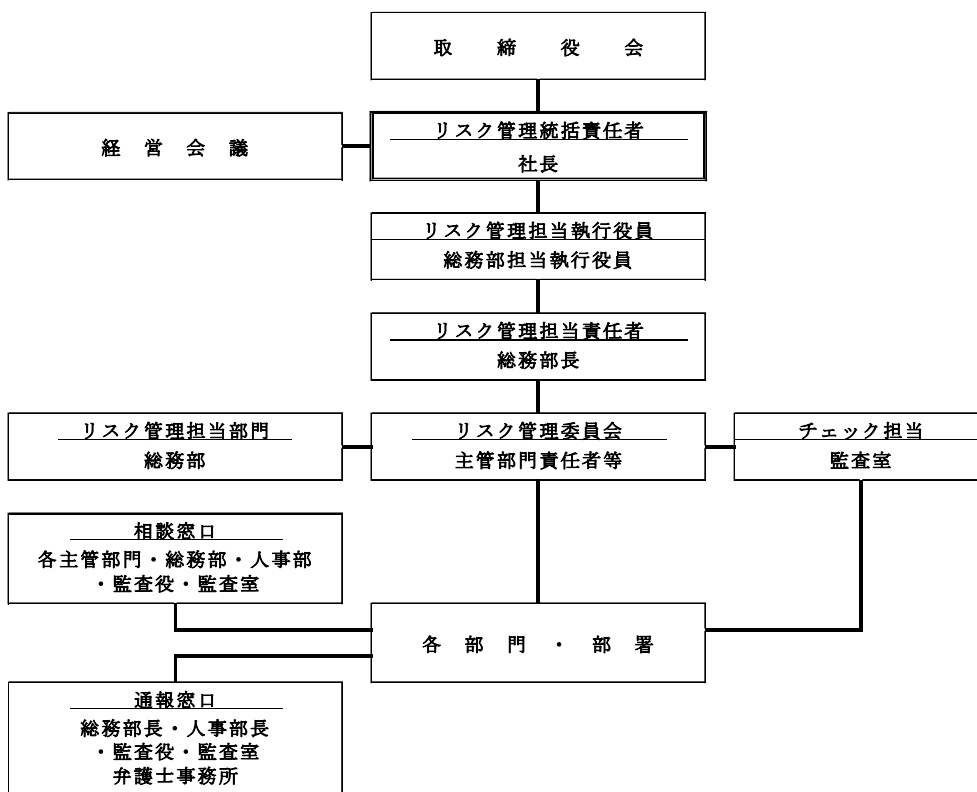 取締役会
経営会議
リスク管理統括責任者
社長
リスク管理担当執行役員
総務部担当執行役員
リスク管理担当責任者
総務部長
リスク管理担当部門
総務部
リスク管理委員会
主管部門責任者等
チェック担当
監査室
相談窓口
各主管部門・総務部・人事部
・監査役・監査室
各部門・部署
通報窓口
総務部長・人事部長
・監査役・監査室
弁護士事務所